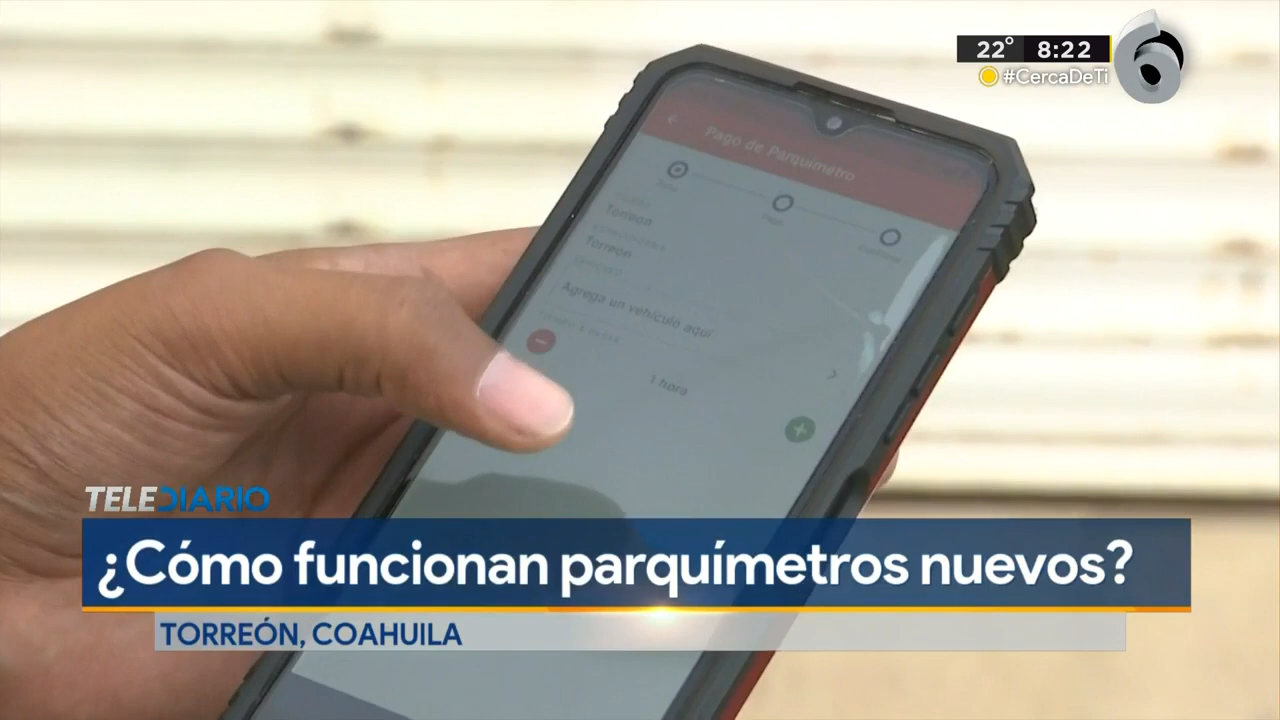 22° 8:22
#CercaDeTi
6
Pago de Parquímetro
Torreon
Torreon
Agrega un vehículo aquí
1 hora
TELEDIARIO
¿Cómo funcionan parquímetros nuevos?
TORREÓN, COAHUILA